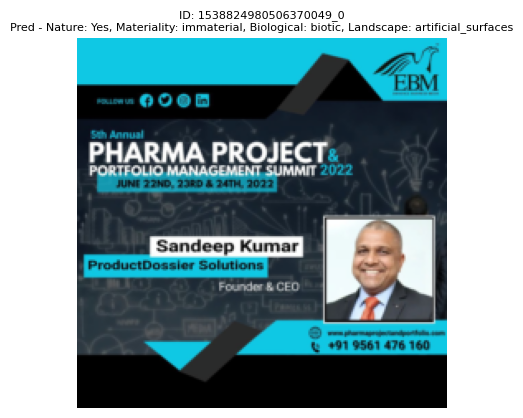 ID: 1538824980506370049_0
Pred - Nature: Yes, Materiality: immaterial, Biological: biotic, Landscape: artificial_surfaces
EBM
FOLLOW US
5th Annual
PHARMA PROJECT&
PORTFOLIO MANAGEMENT SUMMIT 2022
JUNE 22ND, 23RD & 24TH, 2022
Sandeep Kumar
ProductDossier Solutions
Founder & CEO
www.pharmaprojectandportfolio.com
+91 9561 476 160